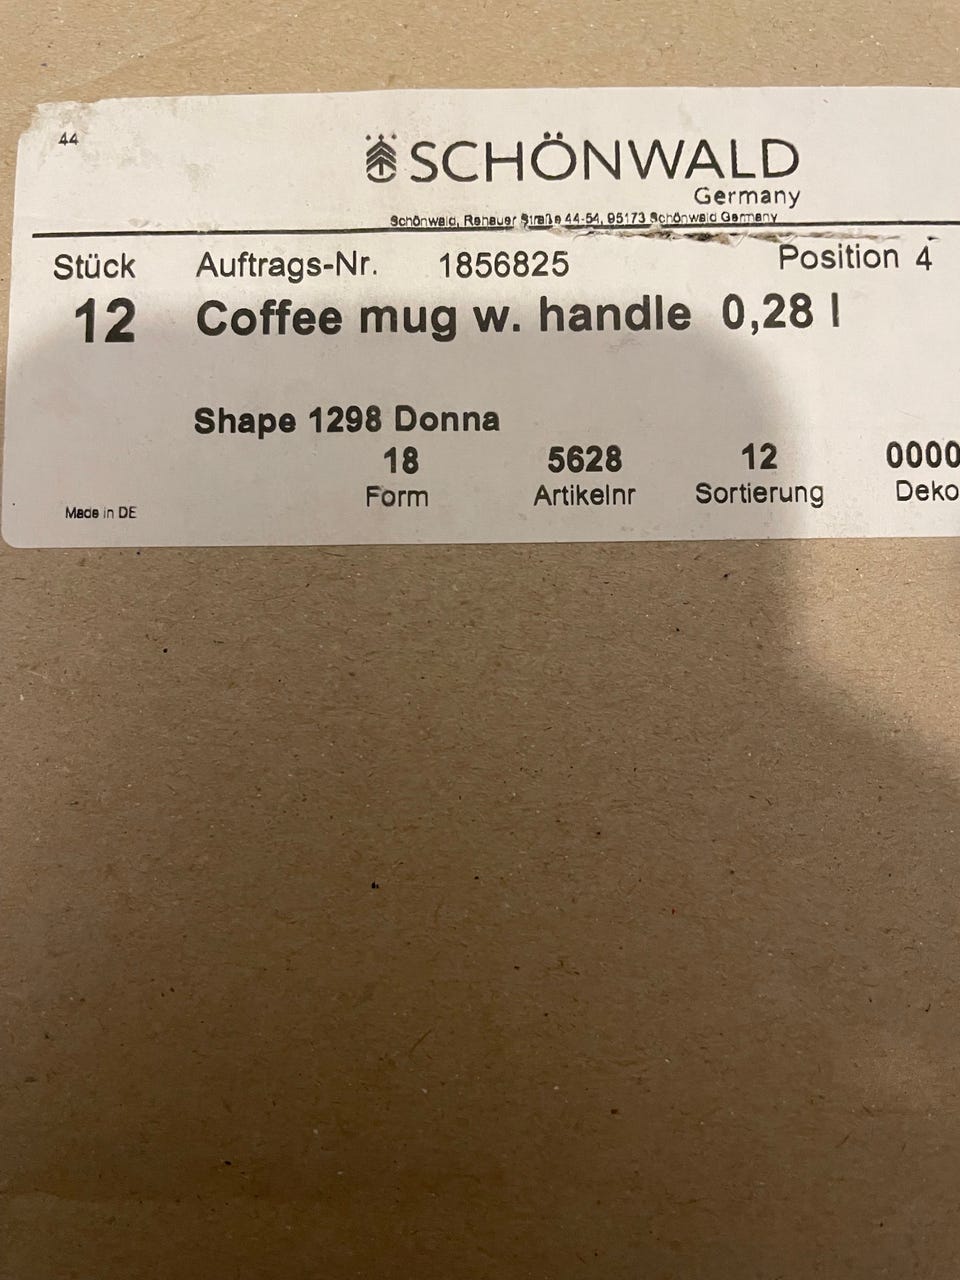 44
SCHÖNWALD
Germany
Schönwald, Rehauer Straße 44-54, 95173 Schönwald Germany
Stück Auftrags-Nr. 1856825 Position 4
12 Coffee mug w. handle 0,28 l
Shape 1298 Donna
18 5628 12 0000
Form Artikelnr Sortierung Deko
Made in DE